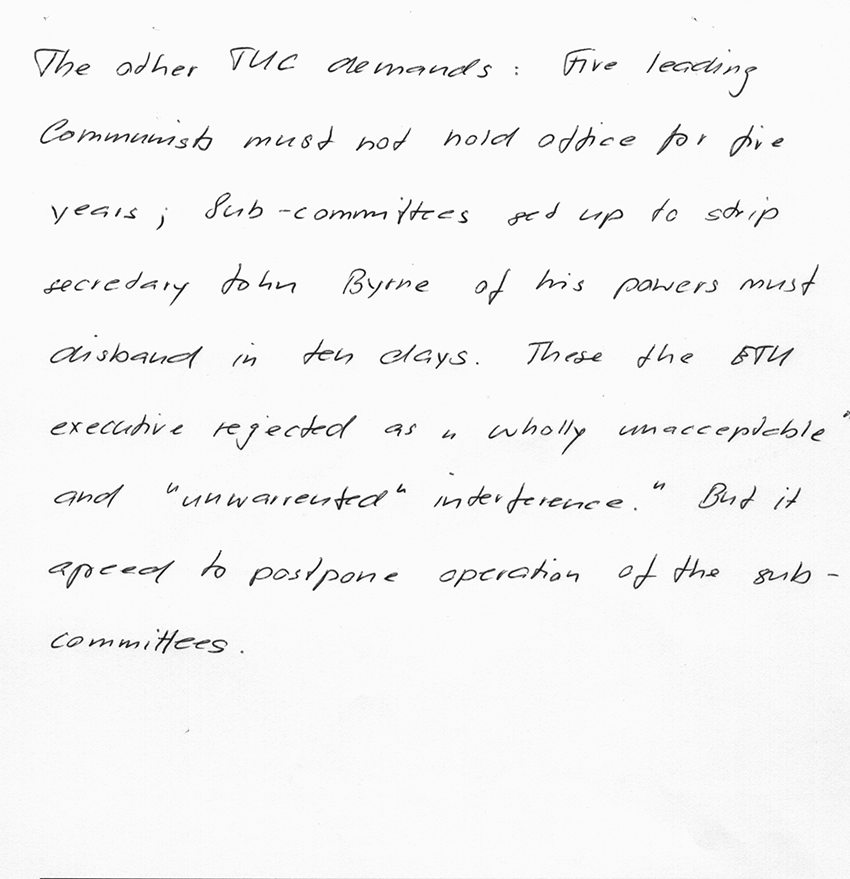 The other TUC demands : Five leading
Communists must not hold office for five
years ; Sub-committees set up to strip
secretary John Byrne of his powers must
disband in ten days. These the ETU
executive rejected as " wholly unacceptable"
and "unwarrented" interference." But it
agreed to postpone operation of the sub-
committees.